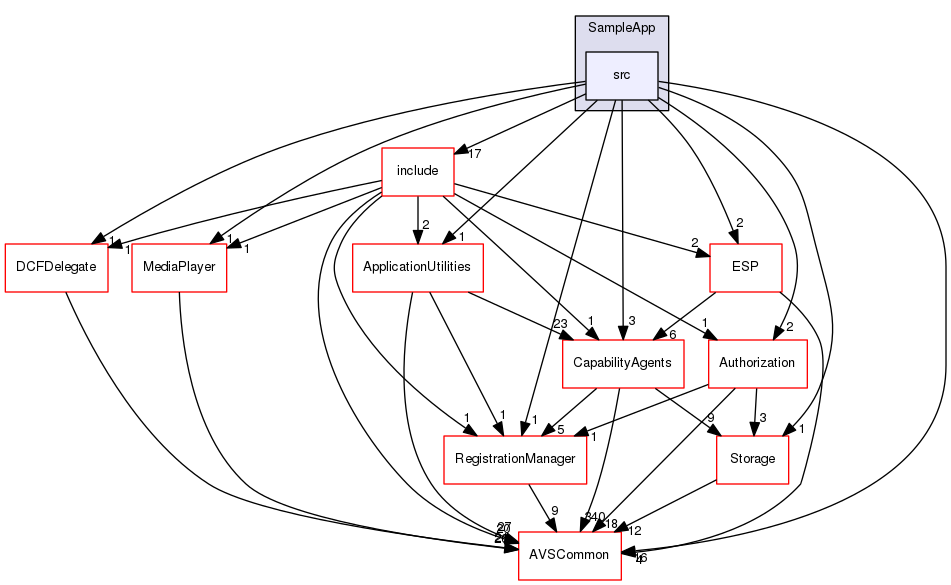 SampleApp
src
17
include
2
2
1
1
1
1
1
2
DCFDelegate
MediaPlayer
ApplicationUtilities
ESP
23
1
3
6
1
2
CapabilityAgents
Authorization
1
1
1
5
1
9
3
1
RegistrationManager
Storage
9
18
12
AVSCommon